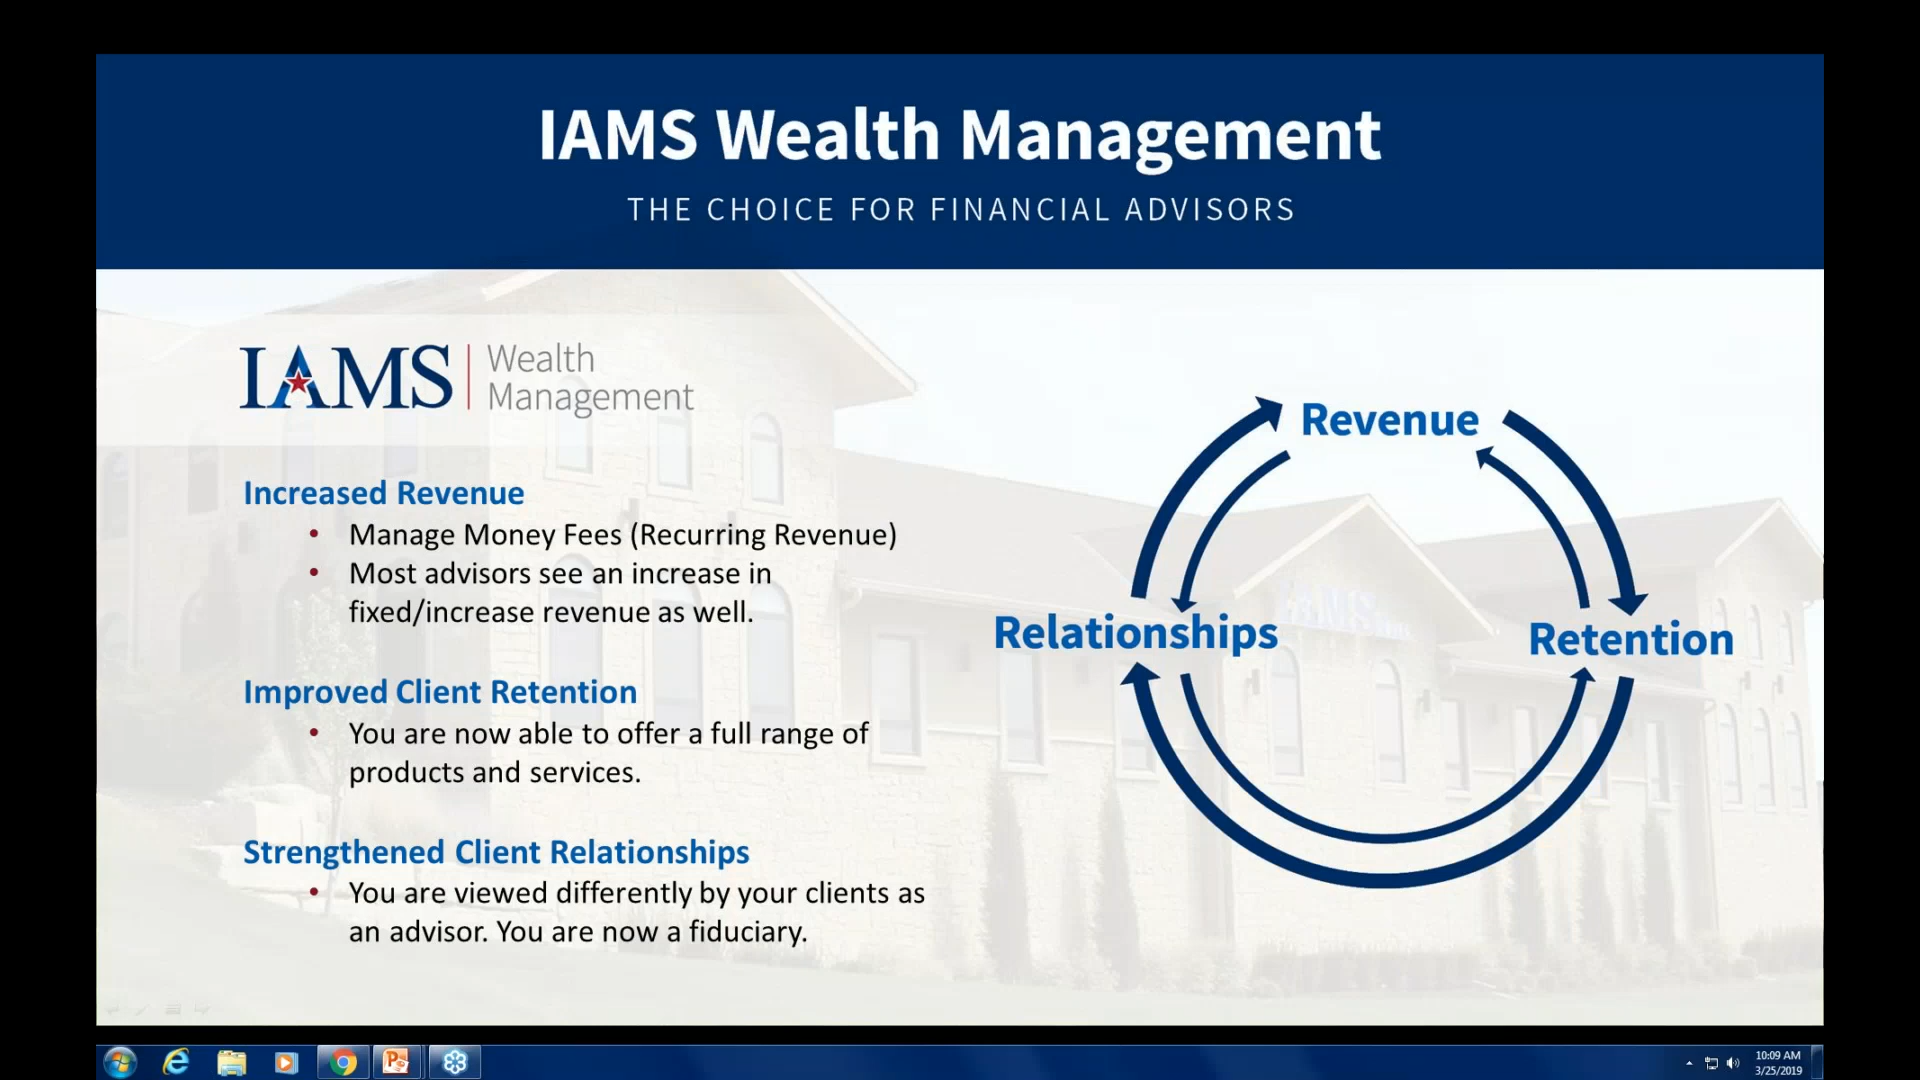 IAMS Wealth Management
THE CHOICE FOR FINANCIAL ADVISORS
IAMS | Wealth
Management
Increased Revenue
• Manage Money Fees (Recurring Revenue)
• Most advisors see an increase in
fixed/increase revenue as well.
Improved Client Retention
• You are now able to offer a full range of
products and services.
Strengthened Client Relationships
• You are viewed differently by your clients as
an advisor. You are now a fiduciary.
Revenue
Relationships
Retention
IAMS
10:09 AM
3/25/2019